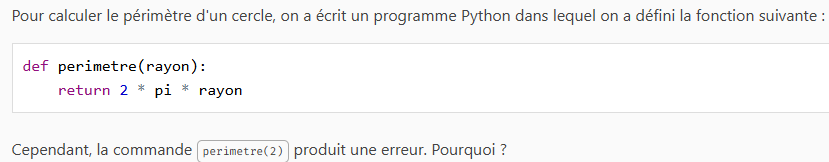 Pour calculer le périmètre d'un cercle, on a écrit un programme Python dans lequel on a défini la fonction suivante :
def perimetre(rayon):
    return 2 * pi * rayon
Cependant, la commande perimetre(2) produit une erreur. Pourquoi ?